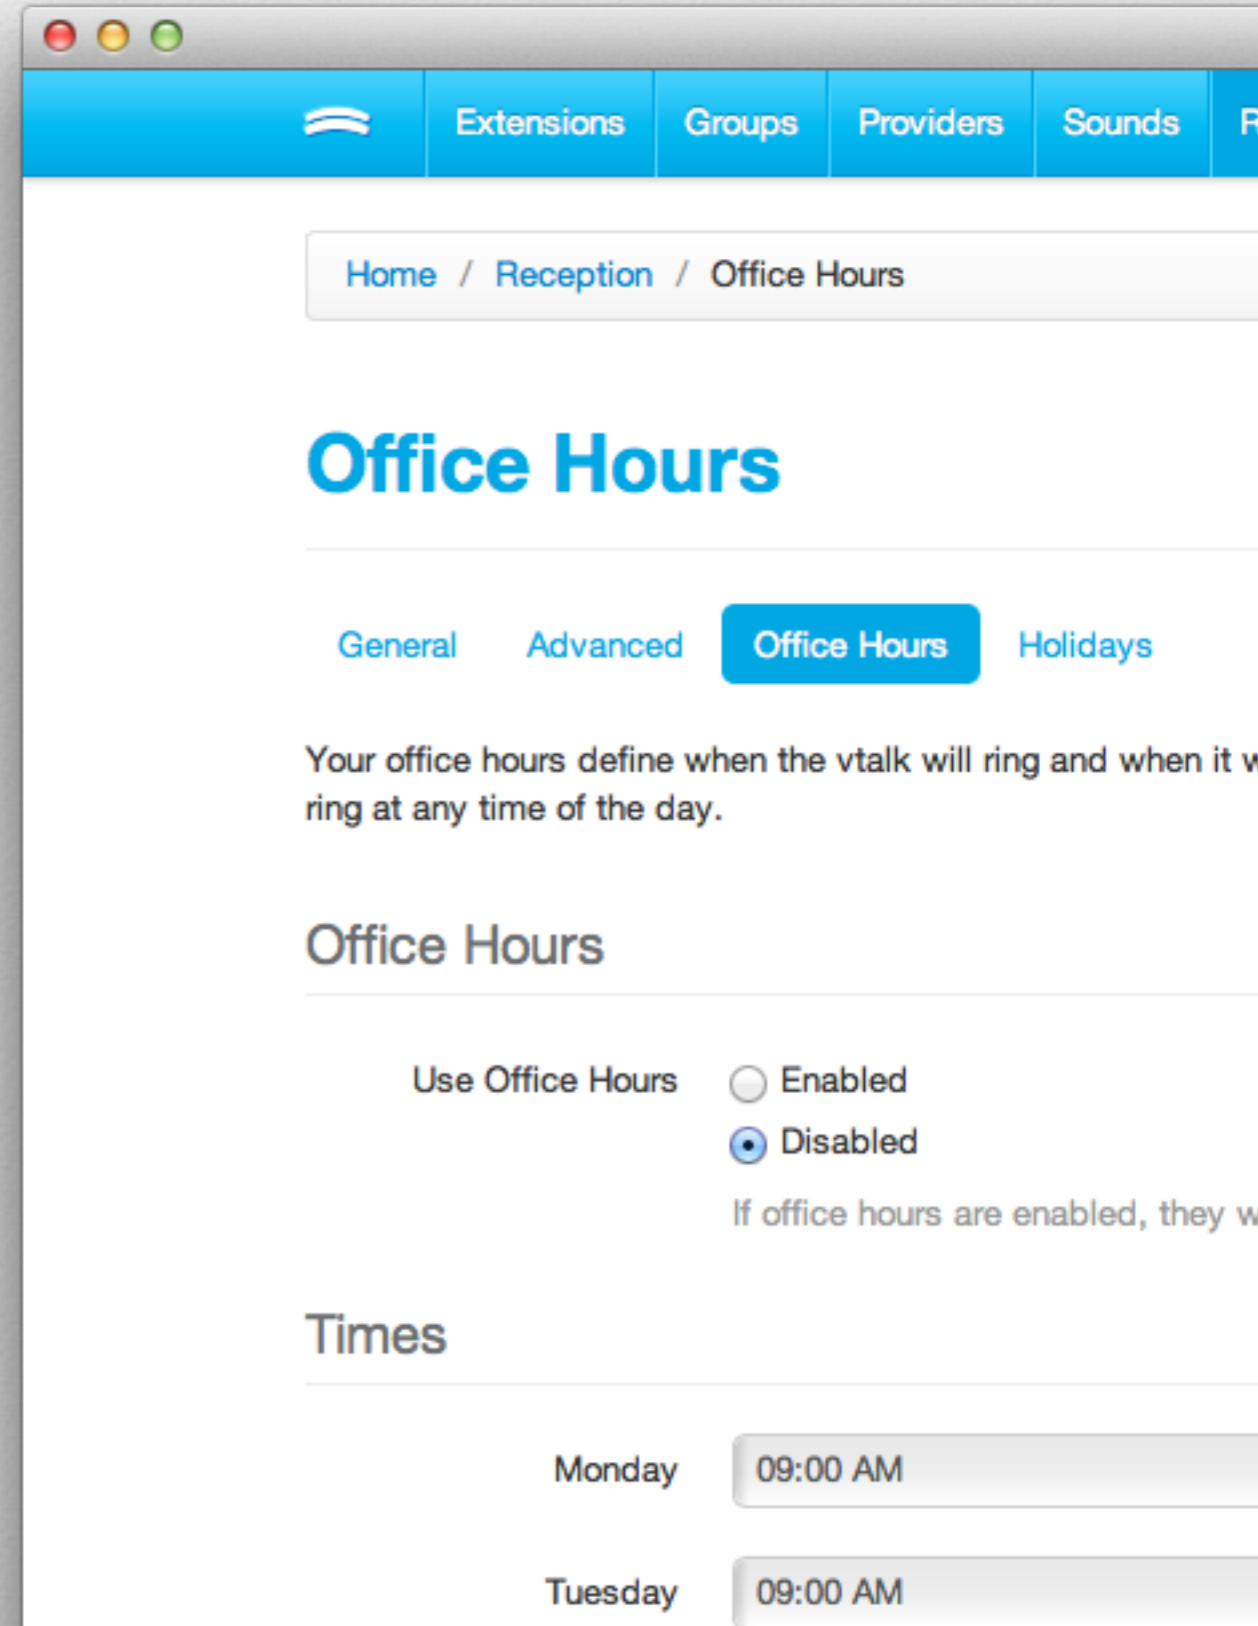 Extensions Groups Providers Sounds
Home / Reception / Office Hours
Office Hours
General Advanced Office Hours Holidays
Your office hours define when the vtalk will ring and when it
ring at any time of the day.
Office Hours
Use Office Hours Enabled
Disabled
If office hours are enabled, they
Times
Monday 09:00 AM
Tuesday 09:00 AM